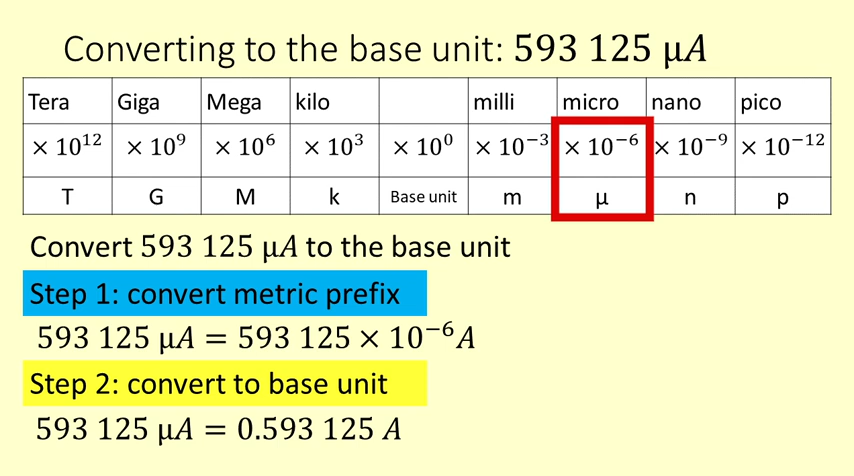 Converting to the base unit: 593 125 μA
Tera Giga Mega kilo milli micro nano pico
× 10¹² × 10⁹ × 10⁶ × 10³ × 10⁰ × 10⁻³ × 10⁻⁶ × 10⁻⁹ × 10⁻¹²
T G M k Base unit m μ n p
Convert 593 125 μA to the base unit
Step 1: convert metric prefix
593 125 μA = 593 125 × 10⁻⁶ A
Step 2: convert to base unit
593 125 μA = 0.593 125 A